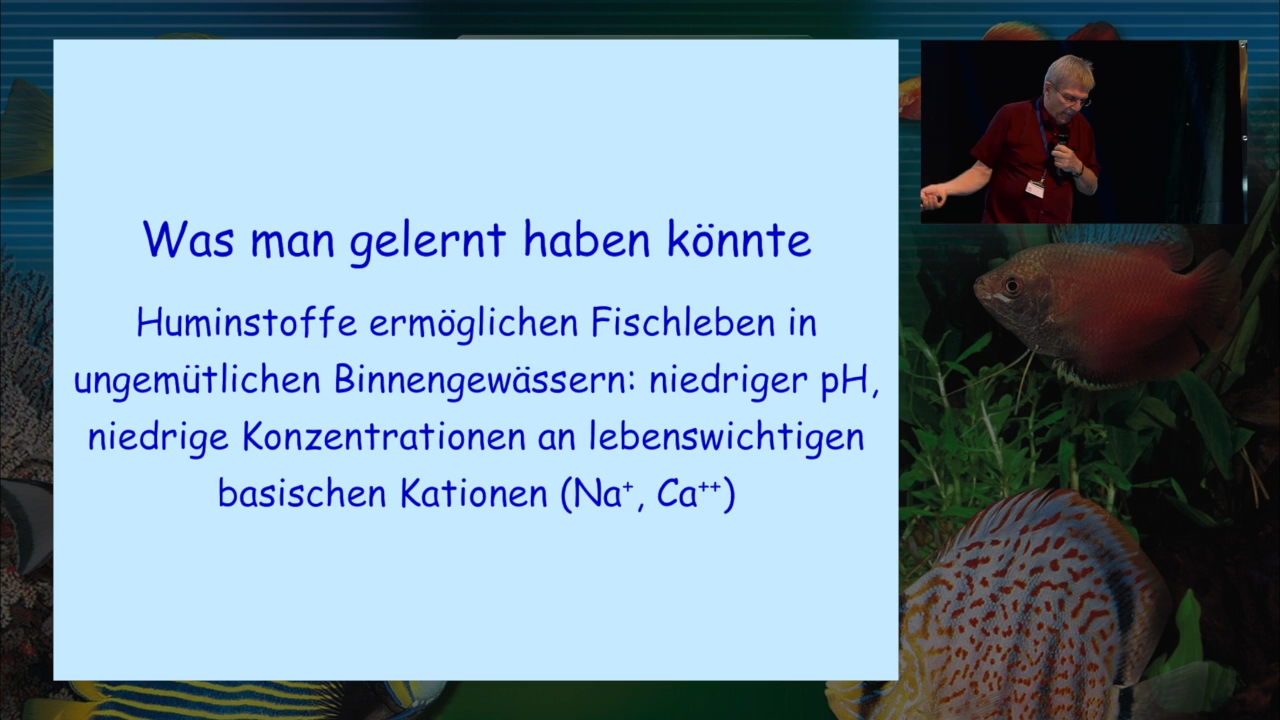 Was man gelernt haben könnte
Huminstoffe ermöglichen Fischleben in
ungemütlichen Binnengewässern: niedriger pH,
niedrige Konzentrationen an lebenswichtigen
basischen Kationen (Na⁺, Ca⁺⁺)